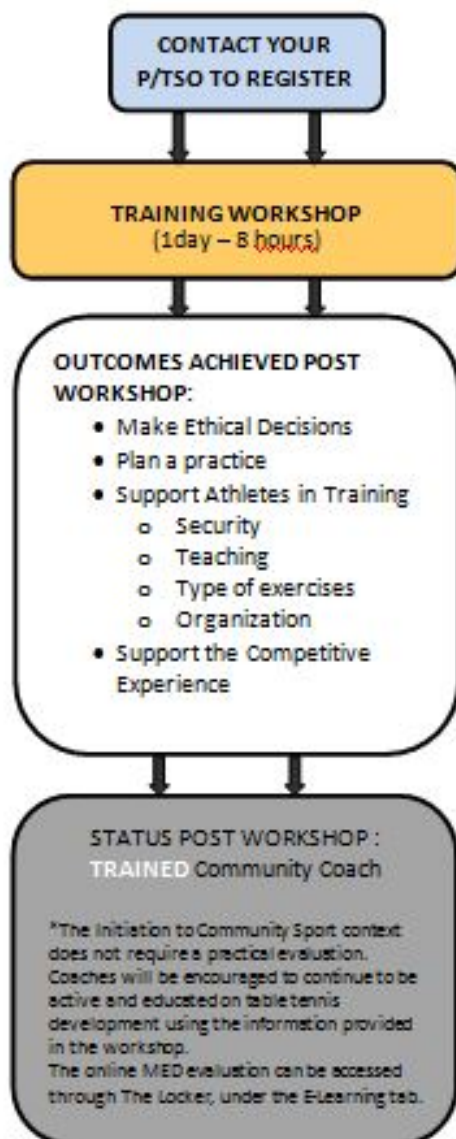 CONTACT YOUR
P/TSO TO REGISTER
TRAINING WORKSHOP
(1day – 8 hours)
OUTCOMES ACHIEVED POST
WORKSHOP:
• Make Ethical Decisions
• Plan a practice
• Support Athletes in Training
o Security
o Teaching
o Type of exercises
o Organization
• Support the Competitive
Experience
STATUS POST WORKSHOP :
TRAINED Community Coach
*The Initiation to Community Sport context
does not require a practical evaluation.
Coaches will be encouraged to continue to be
active and educated on table tennis
development using the information provided
in the workshop.
The online MED evaluation can be accessed
through The Locker, under the E-Learning tab.